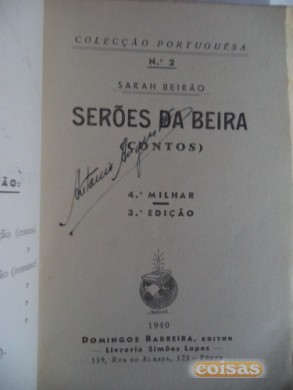 COLECÇÃO PORTUGUÊSA
N.º 2
SARAH BEIRÃO
SERÕES DA BEIRA
(CONTOS)
4.º MILHAR
3.ª EDIÇÃO
1940
DOMINGOS BARREIRA, EDITOR
Livraria Simões Lopes
119, RUA DO ALMADA, 123 — PÔRTO
coisas